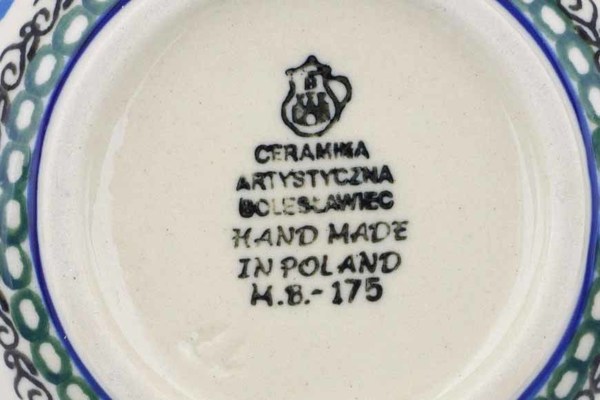 CERAMIKA
ARTYSTYCZNA
BOLESŁAWIEC
HAND MADE
IN POLAND
M.B.-175